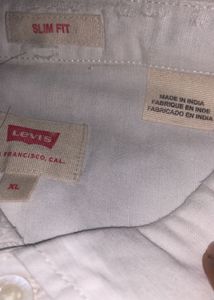 SLIM FIT
MADE IN INDIA
FABRIQUE EN INDE
FABRICADO EN INDIA
Levi's
FRANCISCO, CAL.
XL